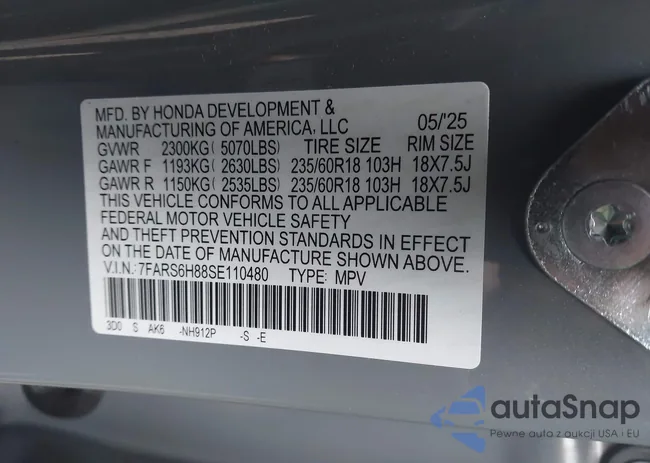 MFD. BY HONDA DEVELOPMENT &
MANUFACTURING OF AMERICA, LLC 05/'25
GVWR 2300KG (5070LBS) TIRE SIZE RIM SIZE
GAWR F 1193KG (2630LBS) 235/60R18 103H 18X7.5J
GAWR R 1150KG (2535LBS) 235/60R18 103H 18X7.5J
THIS VEHICLE CONFORMS TO ALL APPLICABLE
FEDERAL MOTOR VEHICLE SAFETY
AND THEFT PREVENTION STANDARDS IN EFFECT
ON THE DATE OF MANUFACTURE SHOWN ABOVE.
V.I.N.: 7FARS6H88SE110480 TYPE: MPV
3D0 S AK6 -NH912P -S -E
autaSnap
Pewne auta z aukcji USA i EU